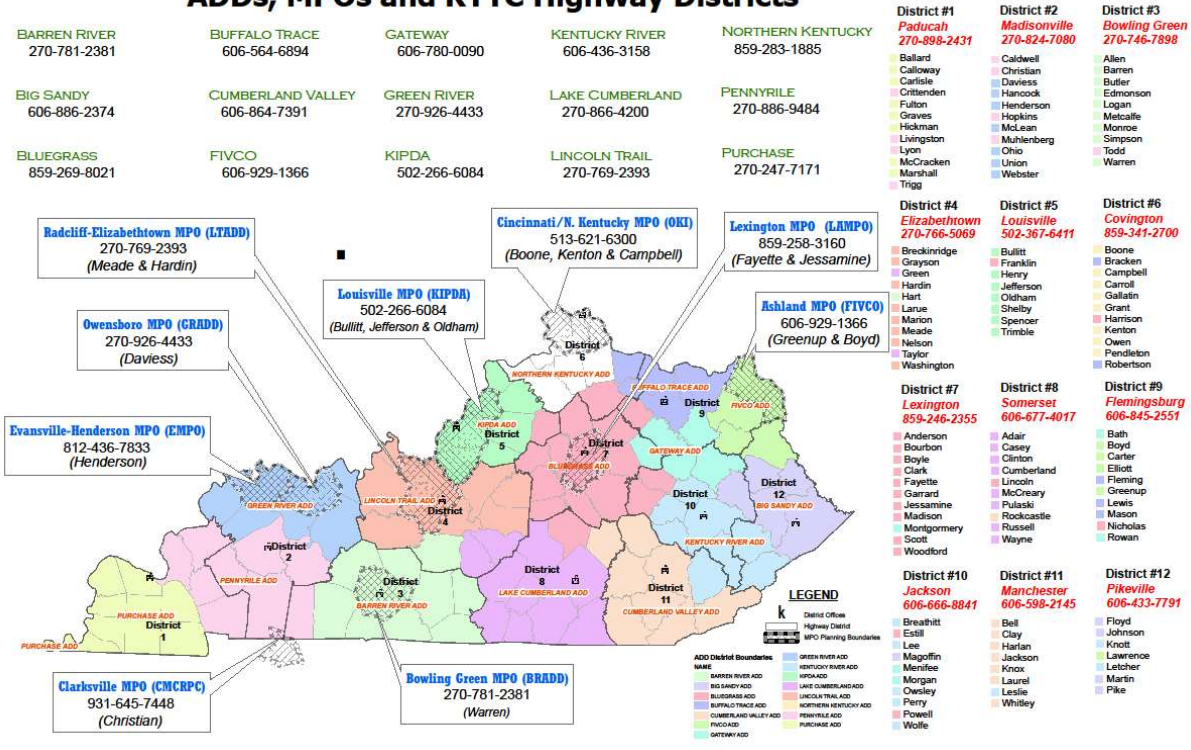 ADDs, MPOs and KYTC Highway Districts
BARREN RIVER
270-781-2381
BUFFALO TRACE
606-564-6894
GATEWAY
606-780-0090
KENTUCKY RIVER
606-436-3158
NORTHERN KENTUCKY
859-283-1885
BIG SANDY
606-886-2374
CUMBERLAND VALLEY
606-864-7391
GREEN RIVER
270-926-4433
LAKE CUMBERLAND
270-866-4200
PENNYRILE
270-886-9484
BLUEGRASS
859-269-8021
FIVCO
606-929-1366
KIPDA
502-266-6084
LINCOLN TRAIL
270-769-2393
PURCHASE
270-247-7171
Radcliff-Elizabethtown MPO (LTADD)
270-769-2393
(Meade & Hardin)
Cincinnati/N. Kentucky MPO (OKI)
513-621-6300
(Boone, Kenton & Campbell)
Lexington MPO (LAMPO)
859-258-3160
(Fayette & Jessamine)
Louisville MPO (KIPDA)
502-266-6084
(Bullitt, Jefferson & Oldham)
Ashland MPO (FIVCO)
606-929-1366
(Greenup & Boyd)
Owensboro MPO (GRADD)
270-926-4433
(Daviess)
Evansville-Henderson MPO (EMPO)
812-436-7833
(Henderson)
Clarksville MPO (CMCRPC)
931-645-7448
(Christian)
Bowling Green MPO (BRADD)
270-781-2381
(Warren)
District
6
NORTHERN KENTUCKY ADD
BUFFALO TRACE ADD
District
9
FIVCO ADD
KIPDA ADD
District
5
District
7
BLUEGRASS ADD
GATEWAY ADD
District
12
BIG SANDY ADD
LINCOLN TRAIL ADD
District
4
GREEN RIVER ADD
District
10
KENTUCKY RIVER ADD
District
2
PENNYRILE ADD
District
3
BARREN RIVER ADD
District
8
LAKE CUMBERLAND ADD
District
11
CUMBERLAND VALLEY ADD
PURCHASE ADD
District
1
PURCHASE ADD
LEGEND
k District Offices
Highway District
MPO Planning Boundaries
ADD District Boundaries
NAME
BARREN RIVER ADD
BIG SANDY ADD
BLUEGRASS ADD
BUFFALO TRACE ADD
CUMBERLAND VALLEY ADD
FIVCO ADD
GATEWAY ADD
GREEN RIVER ADD
KENTUCKY RIVER ADD
KIPDA ADD
LAKE CUMBERLAND ADD
LINCOLN TRAIL ADD
NORTHERN KENTUCKY ADD
PENNYRILE ADD
PURCHASE ADD
District #1
Paducah
270-898-2431
Ballard
Calloway
Carlisle
Crittenden
Fulton
Graves
Hickman
Livingston
Lyon
McCracken
Marshall
Trigg
District #2
Madisonville
270-824-7080
Caldwell
Christian
Daviess
Hancock
Henderson
Hopkins
McLean
Muhlenberg
Ohio
Union
Webster
District #3
Bowling Green
270-746-7898
Allen
Barren
Butler
Edmonson
Logan
Metcalfe
Monroe
Simpson
Todd
Warren
District #4
Elizabethtown
270-766-5069
Breckinridge
Grayson
Green
Hardin
Hart
Larue
Marion
Meade
Nelson
Taylor
Washington
District #5
Louisville
502-367-6411
Bullitt
Franklin
Henry
Jefferson
Oldham
Shelby
Spencer
Trimble
District #6
Covington
859-341-2700
Boone
Bracken
Campbell
Carroll
Gallatin
Grant
Harrison
Kenton
Owen
Pendleton
Robertson
District #7
Lexington
859-246-2355
Anderson
Bourbon
Boyle
Clark
Fayette
Garrard
Jessamine
Madison
Montgormery
Scott
Woodford
District #8
Somerset
606-677-4017
Adair
Casey
Clinton
Cumberland
Lincoln
McCreary
Pulaski
Rockcastle
Russell
Wayne
District #9
Flemingsburg
606-845-2551
Bath
Boyd
Carter
Elliott
Fleming
Greenup
Lewis
Mason
Nicholas
Rowan
District #10
Jackson
606-666-8841
Breathitt
Estill
Lee
Magoffin
Menifee
Morgan
Owsley
Perry
Powell
Wolfe
District #11
Manchester
606-598-2145
Bell
Clay
Harlan
Jackson
Knox
Laurel
Leslie
Whitley
District #12
Pikeville
606-433-7791
Floyd
Johnson
Knott
Lawrence
Letcher
Martin
Pike